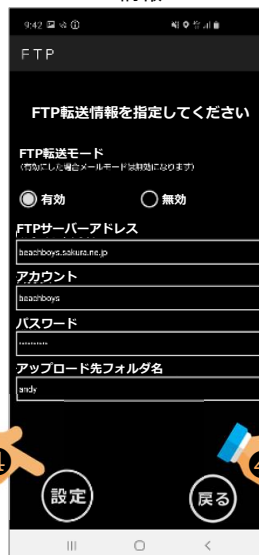 9:42
FTP
FTP転送情報を指定してください
FTP転送モード
(有効にした場合メールモードは無効になります)
有効
無効
FTPサーバーアドレス
beachboys.sakura.ne.jp
アカウント
beachboys
パスワード
**********
アップロード先フォルダ名
andy
設定
戻る